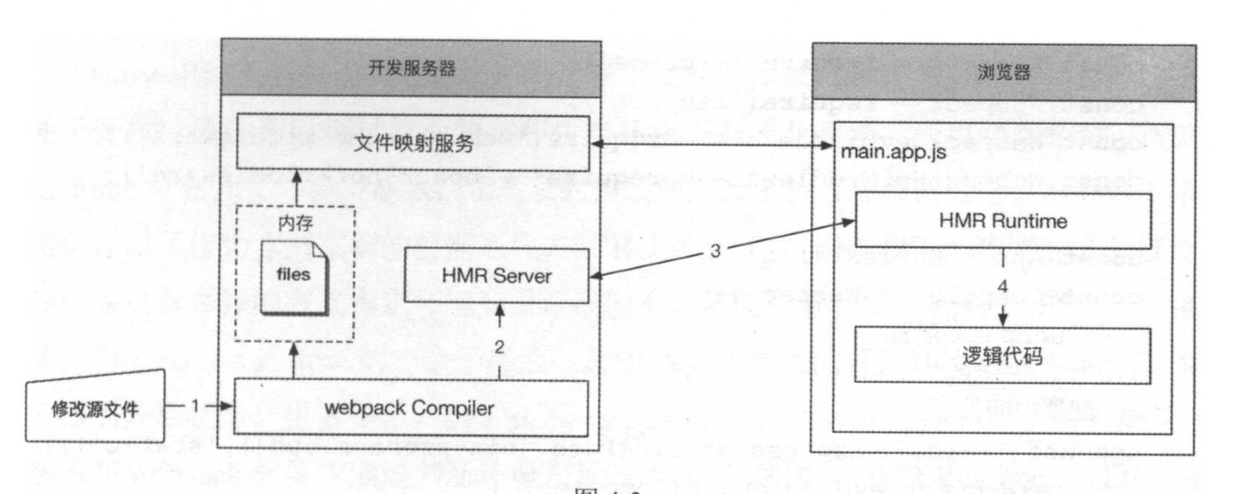 开发服务器
浏览器
文件映射服务
main.app.js
内存
files
HMR Runtime
3
HMR Server
4
2
逻辑代码
修改源文件
1
webpack Compiler